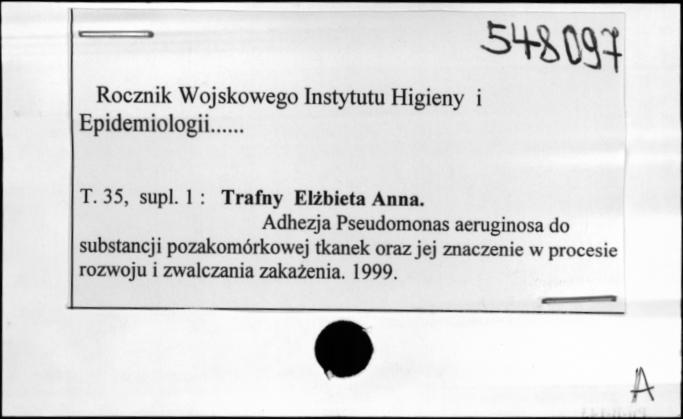 548097
Rocznik Wojskowego Instytutu Higieny i
Epidemiologii......
T. 35, supl. 1 : Trafny Elżbieta Anna.
Adhezja Pseudomonas aeruginosa do
substancji pozakomórkowej tkanek oraz jej znaczenie w procesie
rozwoju i zwalczania zakażenia. 1999.
A